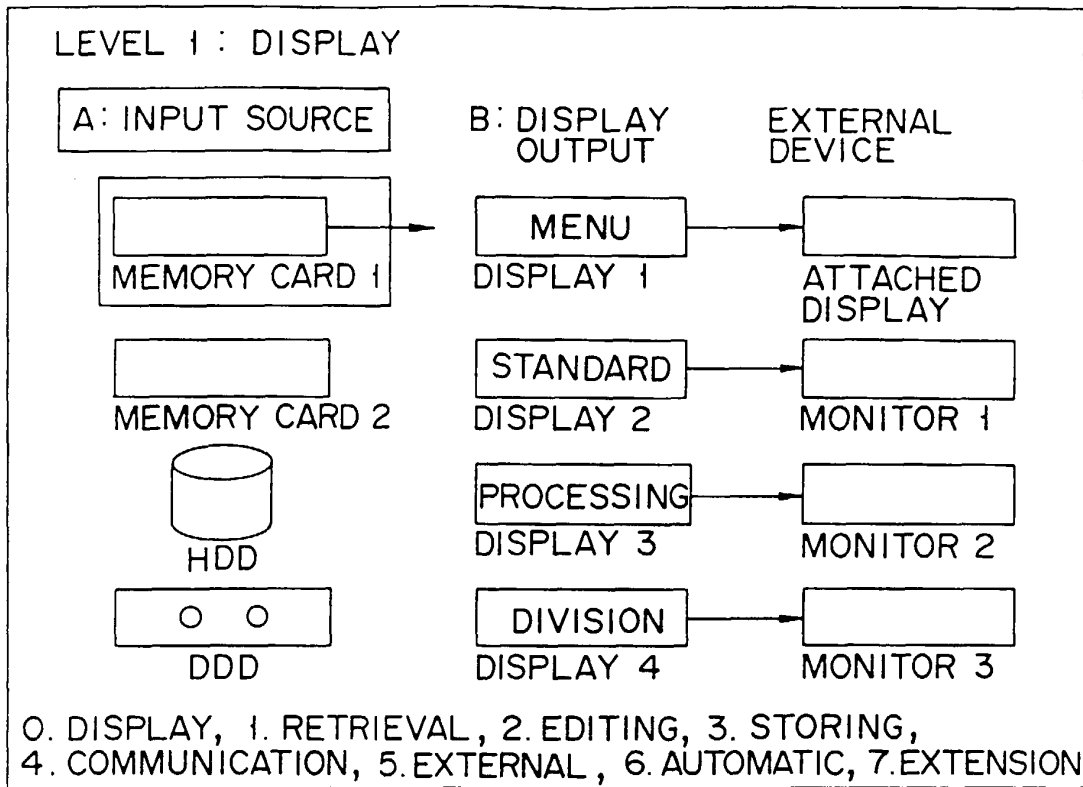 LEVEL 1 : DISPLAY
A: INPUT SOURCE
B: DISPLAY
OUTPUT
EXTERNAL
DEVICE
MEMORY CARD 1
MENU
DISPLAY 1
ATTACHED
DISPLAY
MEMORY CARD 2
STANDARD
DISPLAY 2
MONITOR 1
HDD
PROCESSING
DISPLAY 3
MONITOR 2
DDD
DIVISION
DISPLAY 4
MONITOR 3
0. DISPLAY, 1. RETRIEVAL, 2. EDITING, 3. STORING,
4. COMMUNICATION, 5. EXTERNAL, 6. AUTOMATIC, 7. EXTENSION